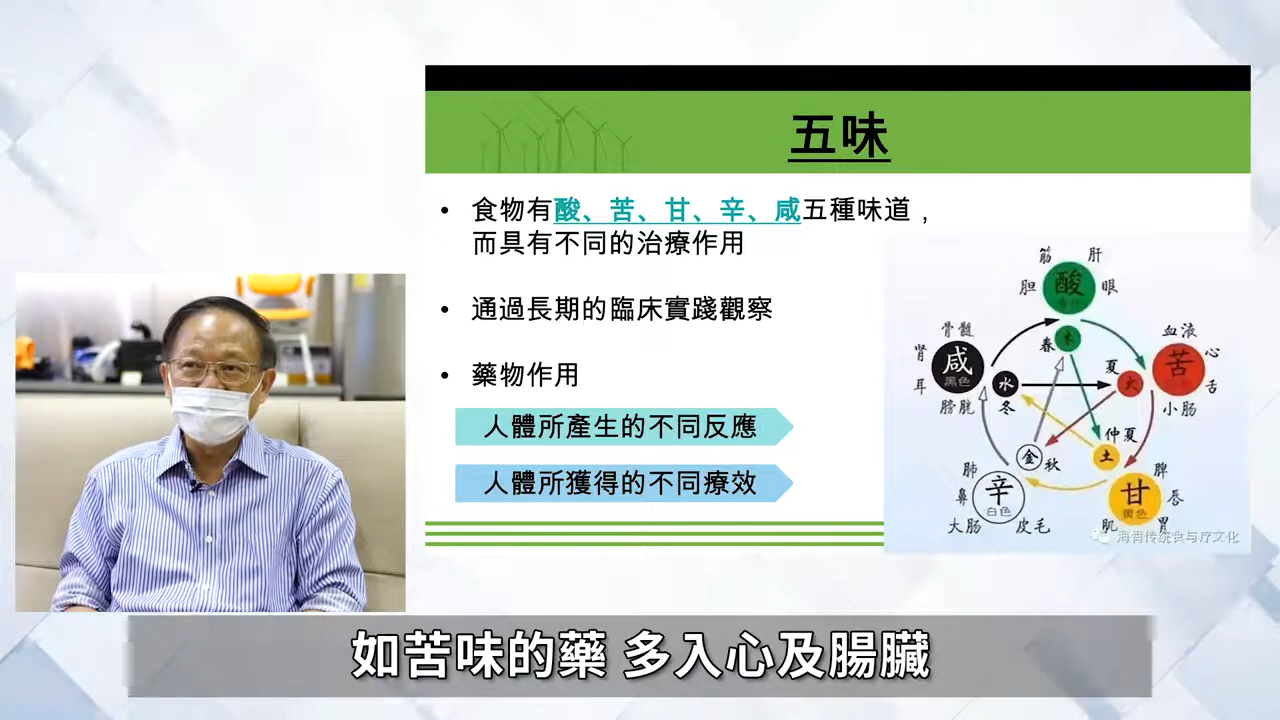 五味
• 食物有酸、苦、甘、辛、咸五種味道，
而具有不同的治療作用
• 通過長期的臨床實踐觀察
• 藥物作用
人體所產生的不同反應
人體所獲得的不同療效
筋 肝
胆 酸 眼
春 木
骨髓
肾 咸 黑色
耳
膀胱
水
冬
血液
夏 火 苦 心
舌
小肠
仲夏
土
金 秋
肺
鼻 辛 白色
大肠 皮毛
脾
甘 唇
黄色
肌 胃
海青传统食与疗文化
如苦味的藥 多入心及腸臟